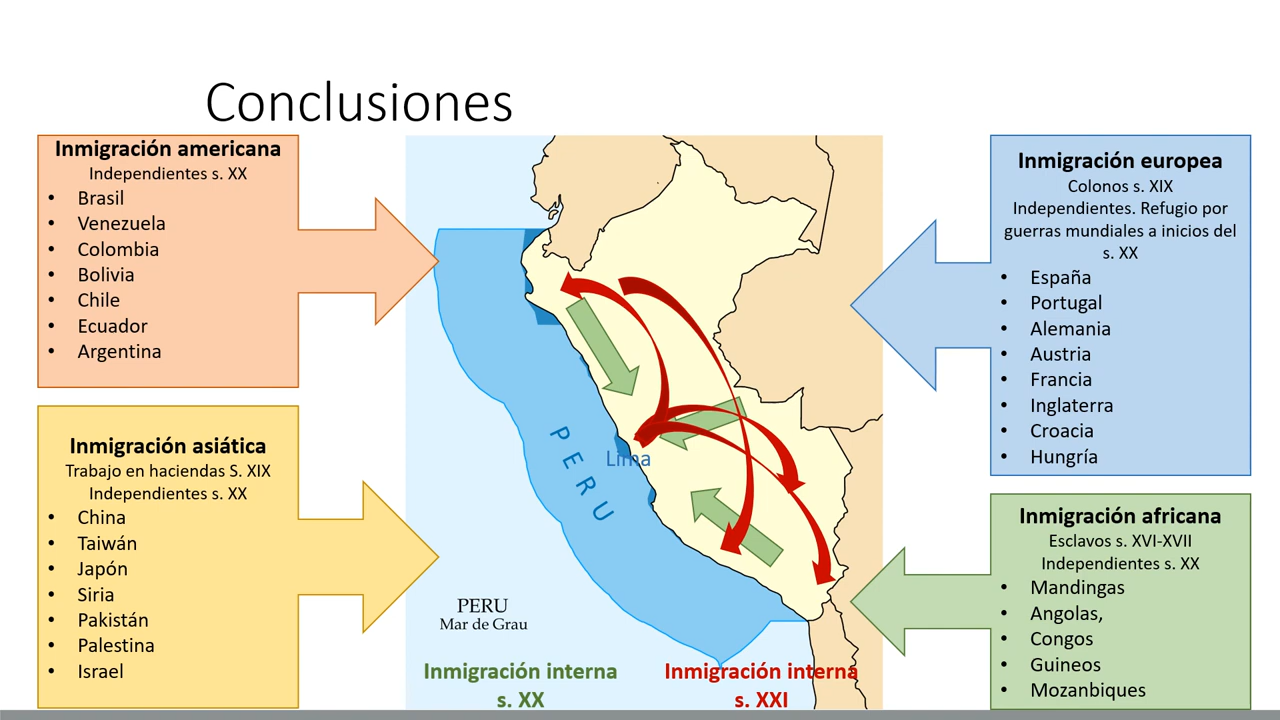 Conclusiones
Inmigración americana
Independientes s. XX
• Brasil
• Venezuela
• Colombia
• Bolivia
• Chile
• Ecuador
• Argentina
Inmigración asiática
Trabajo en haciendas S. XIX
Independientes s. XX
• China
• Taiwán
• Japón
• Siria
• Pakistán
• Palestina
• Israel
PERU
Lima
PERU
Mar de Grau
Inmigración interna
s. XX
Inmigración interna
s. XXI
Inmigración europea
Colonos s. XIX
Independientes. Refugio por
guerras mundiales a inicios del
s. XX
• España
• Portugal
• Alemania
• Austria
• Francia
• Inglaterra
• Croacia
• Hungría
Inmigración africana
Esclavos s. XVI-XVII
Independientes s. XX
• Mandingas
• Angolas,
• Congos
• Guineos
• Mozanbiques